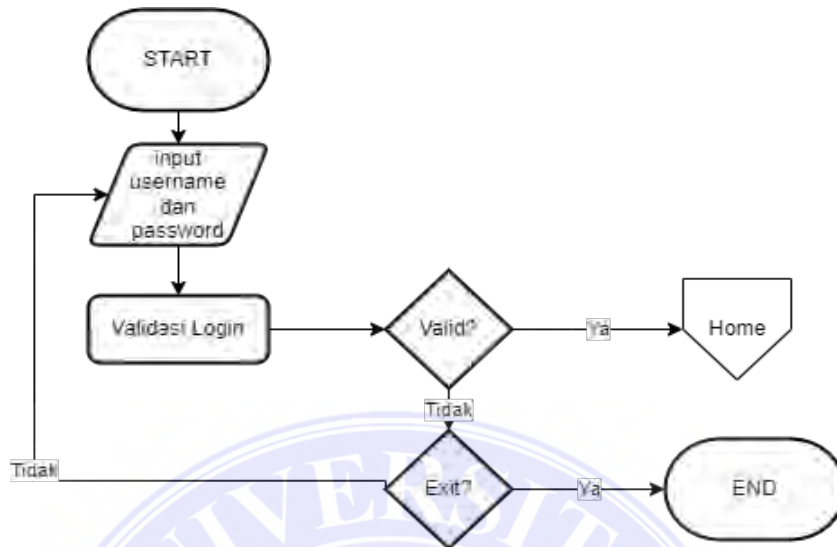 START
input
username
dan
password
Validasi Login
Valid?
Ya
Home
Tidak
Tidak
Exit?
Ya
END